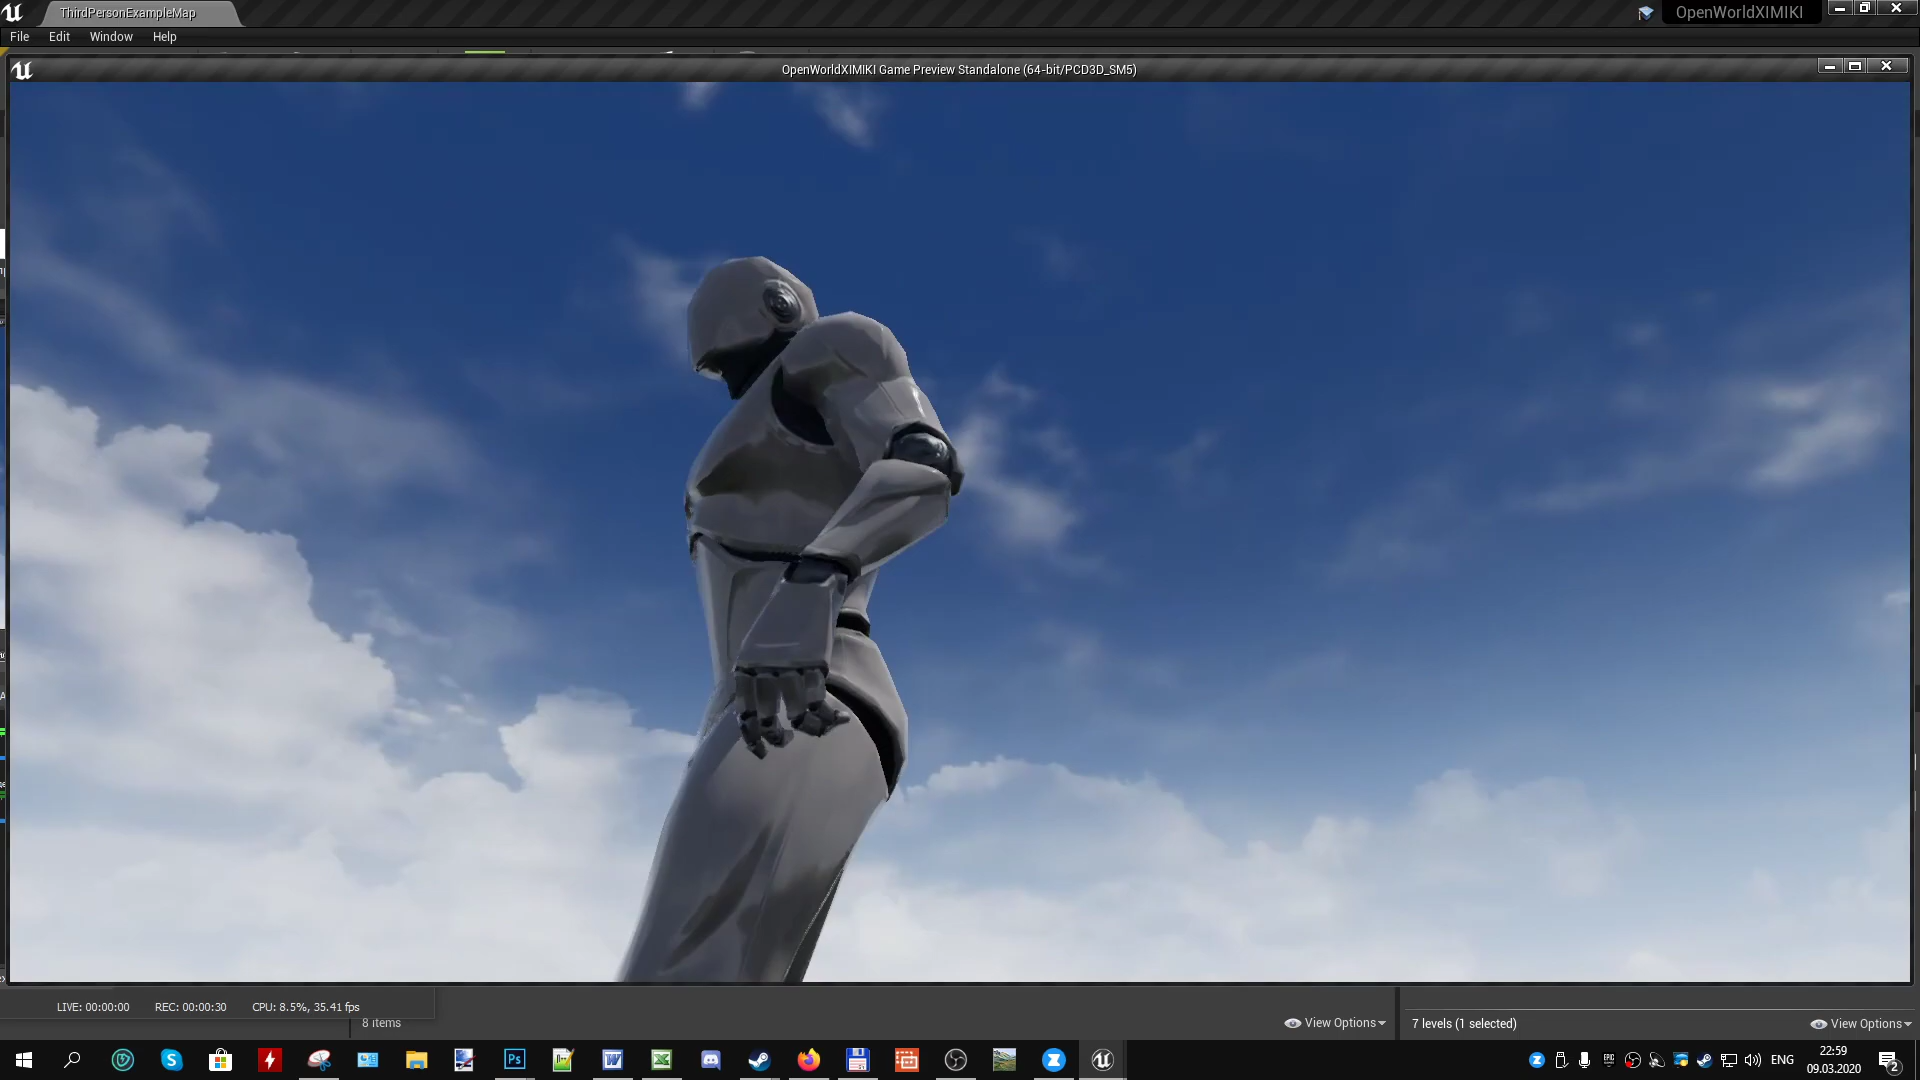 ThirdPersonExampleMap
OpenWorldXIMIKI
File Edit Window Help
OpenWorldXIMIKI Game Preview Standalone (64-bit/PCD3D_SM5)
LIVE: 00:00:00 REC: 00:00:30 CPU: 8.5%, 35.41 fps
8 items
View Options
7 levels (1 selected)
View Options
Ps
ENG
22:59
09.03.2020
2